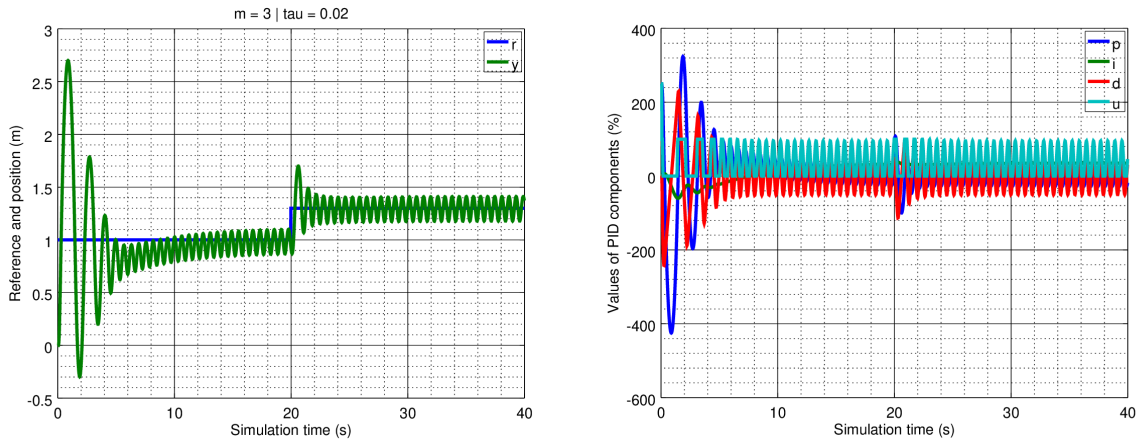 m = 3 | tau = 0.02
Reference and position (m)
3
2.5
2
1.5
1
0.5
0
-0.5
r
y
0
10
20
30
40
Simulation time (s)
Values of PID components (%)
400
200
0
-200
-400
-600
p
i
d
u
0
10
20
30
40
Simulation time (s)